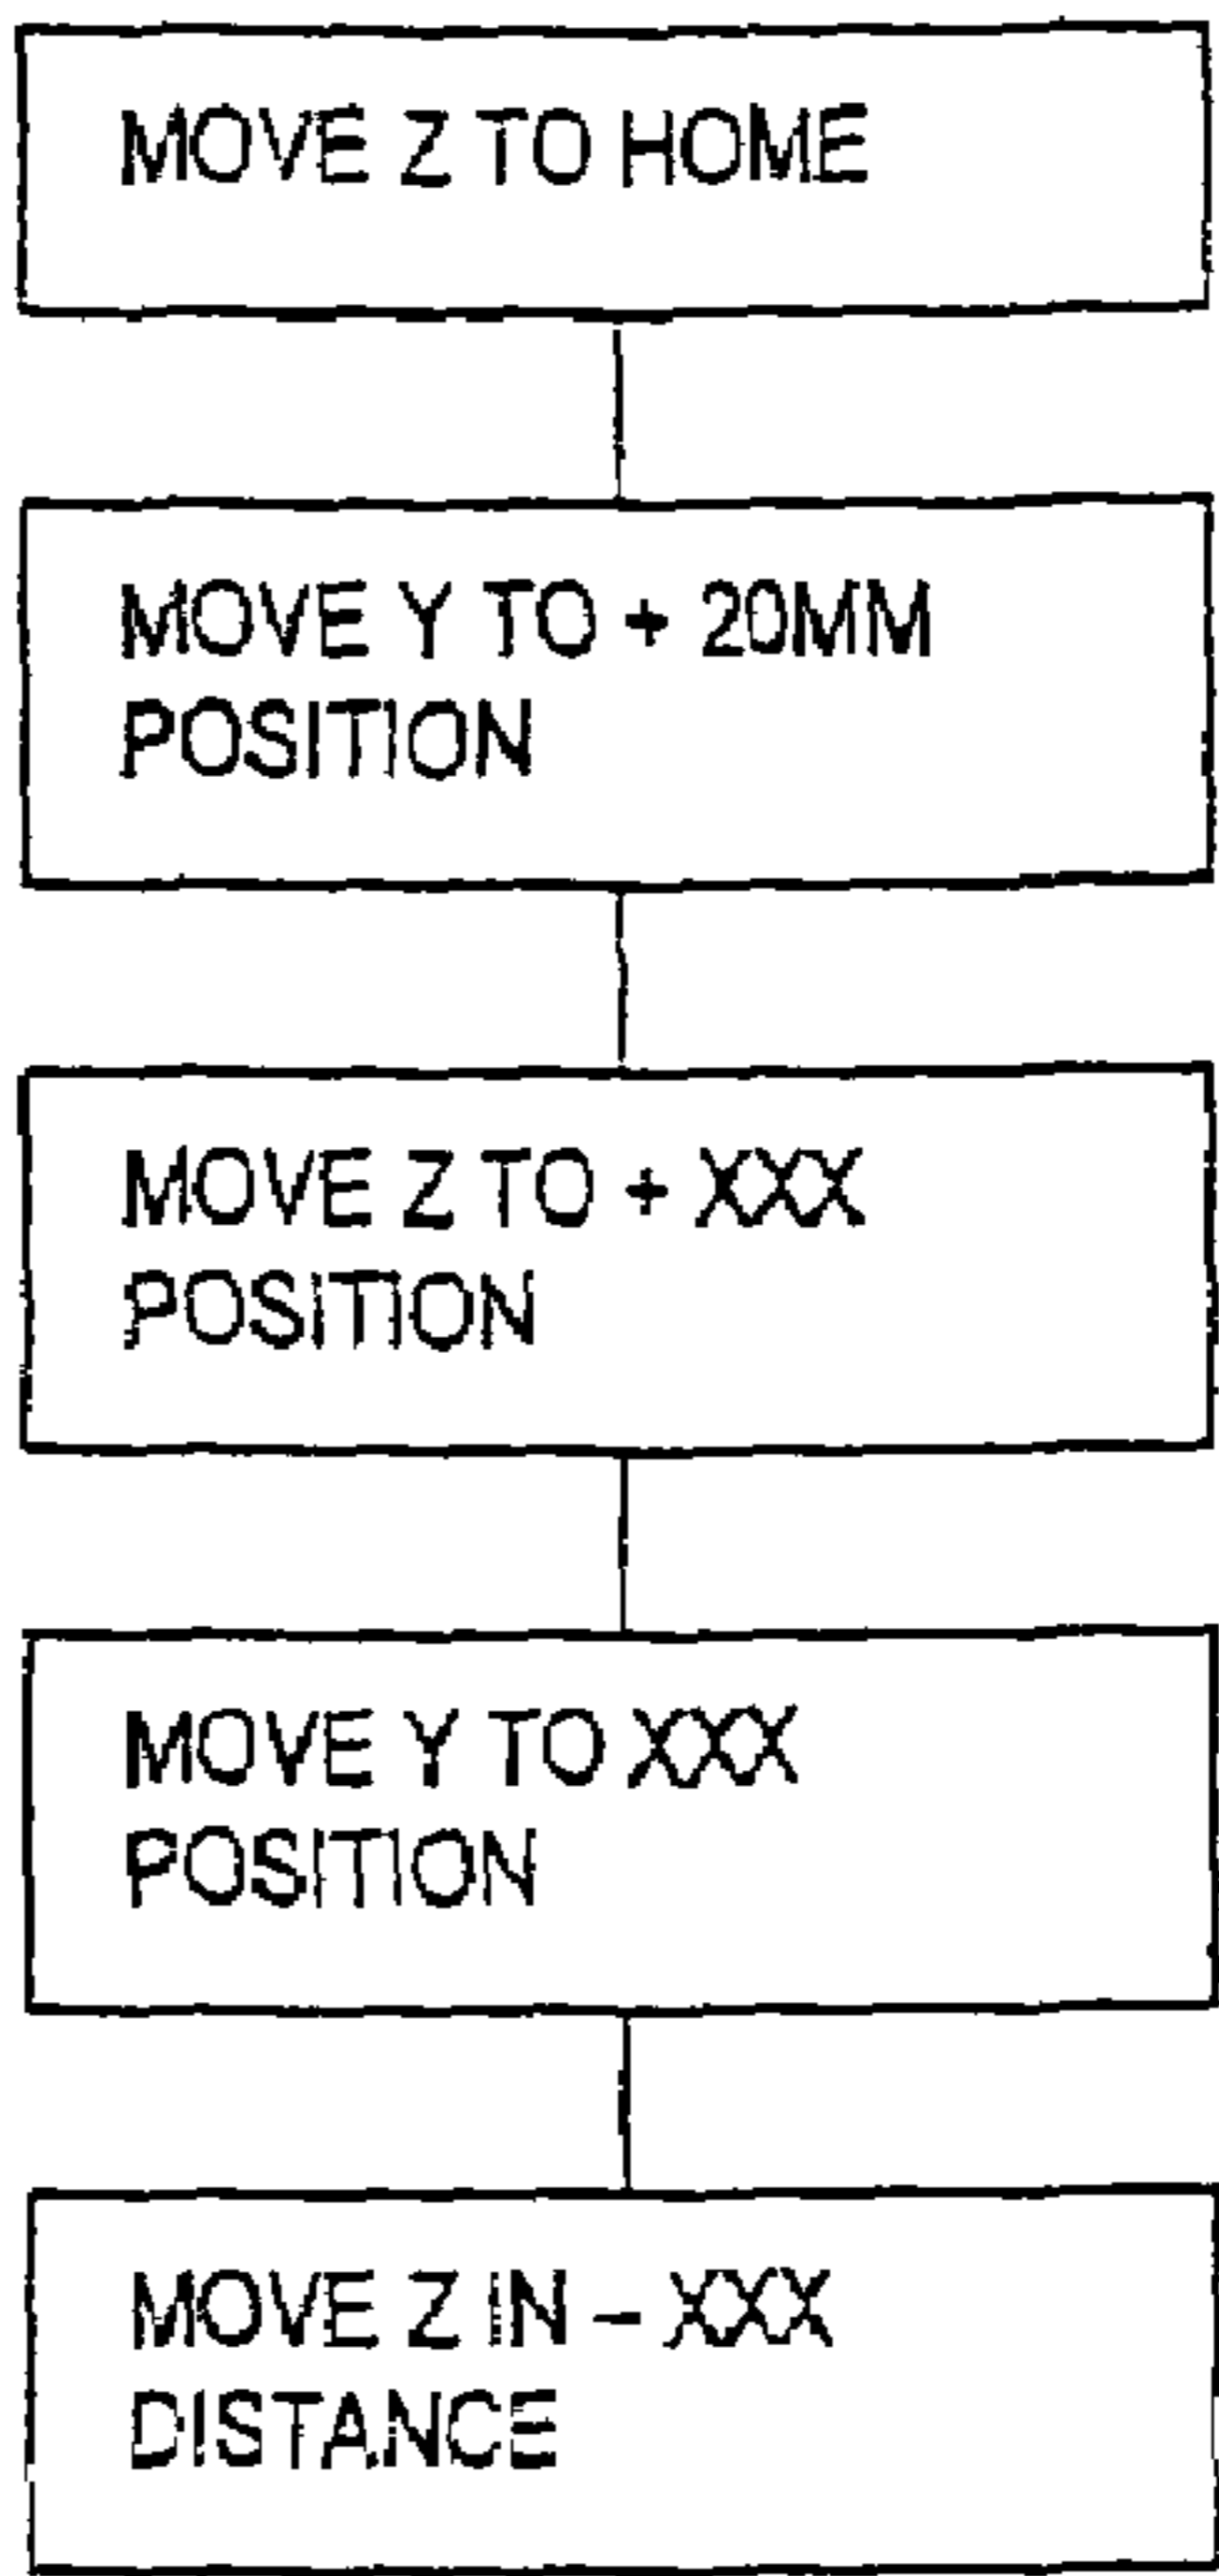 MOVE Z TO HOME
MOVE Y TO + 20MM
POSITION
MOVE Z TO + XXX
POSITION
MOVE Y TO XXX
POSITION
MOVE Z IN - XXX
DISTANCE